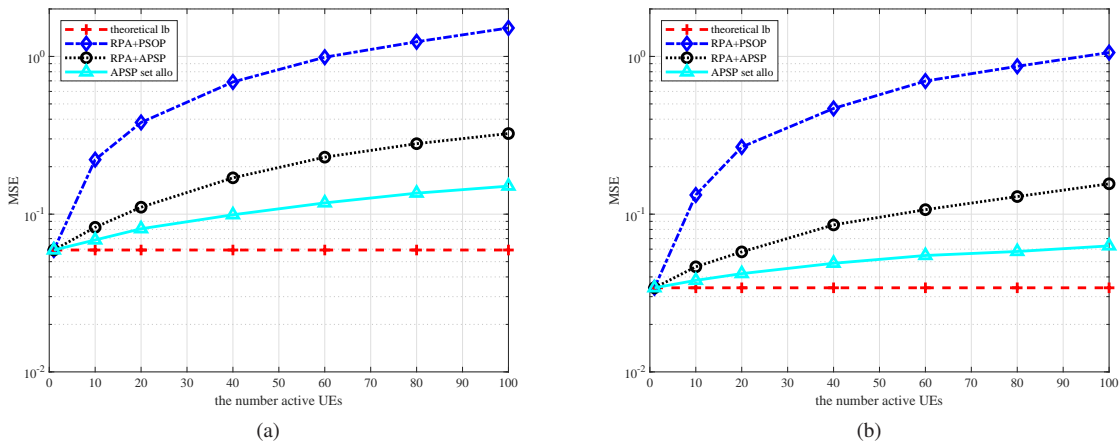 theoretical lb
RPA+PSOP
RPA+APSP
APSP set allo
10^0
10^-1
10^-2
MSE
0 10 20 30 40 50 60 70 80 90 100
the number active UEs
(a)
theoretical lb
RPA+PSOP
RPA+APSP
APSP set allo
10^0
10^-1
10^-2
MSE
0 10 20 30 40 50 60 70 80 90 100
the number active UEs
(b)